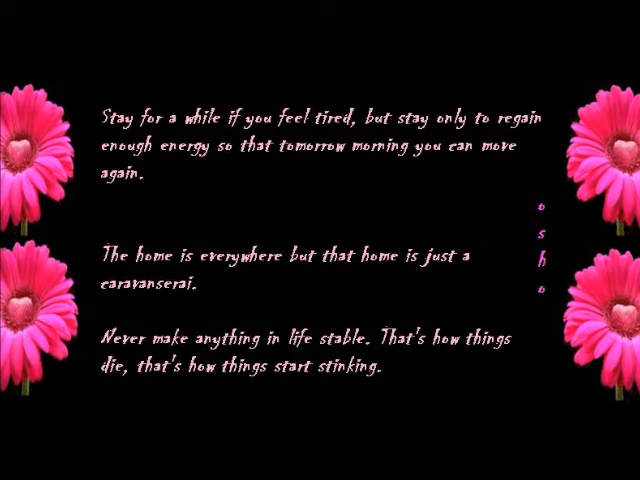 Stay for a while if you feel tired, but stay only to regain
enough energy so that tomorrow morning you can move
again.
The home is everywhere but that home is just a
caravanserai.
Never make anything in life stable. That's how things
die, that's how things start stinking.
o
s
h
o